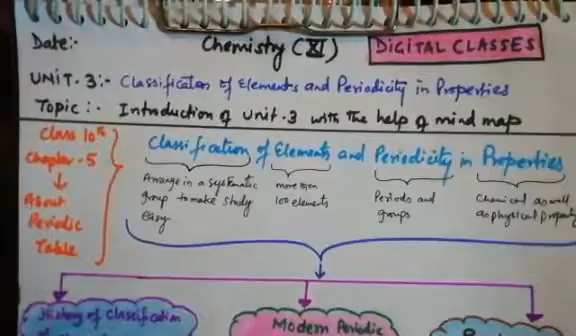 Date:- Chemistry (XI) DIGITAL CLASSES
UNIT-3:- Classification of Elements and Periodicity in Properties
Topic:- Introduction of Unit-3 with the help of mind map
Class 10th
Chapter-5
About
Periodic
Table
Classification of Elements and Periodicity in Properties
Arrange in a systematic
group to make study
easy
more than
100 elements
Periods and
groups
Chemical as well
as physical property
History of Classification
Modern Periodic